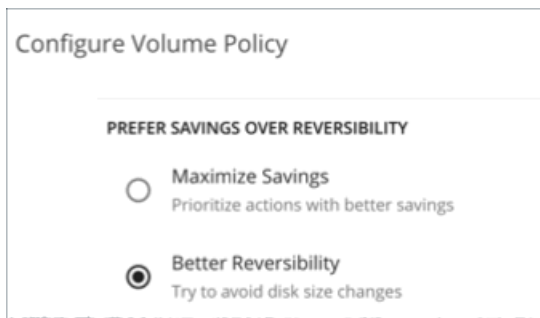 Configure Volume Policy
PREFER SAVINGS OVER REVERSIBILITY
Maximize Savings
Prioritize actions with better savings
Better Reversibility
Try to avoid disk size changes